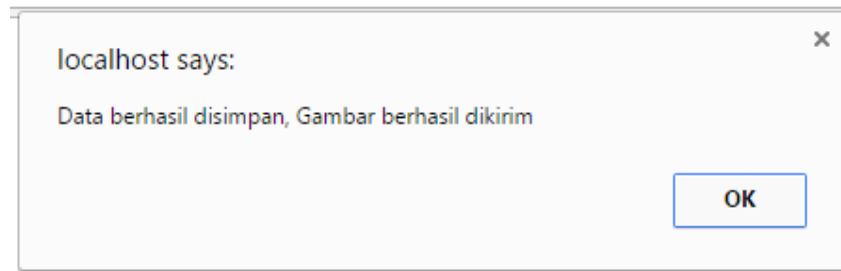 localhost says:
Data berhasil disimpan, Gambar berhasil dikirim
OK